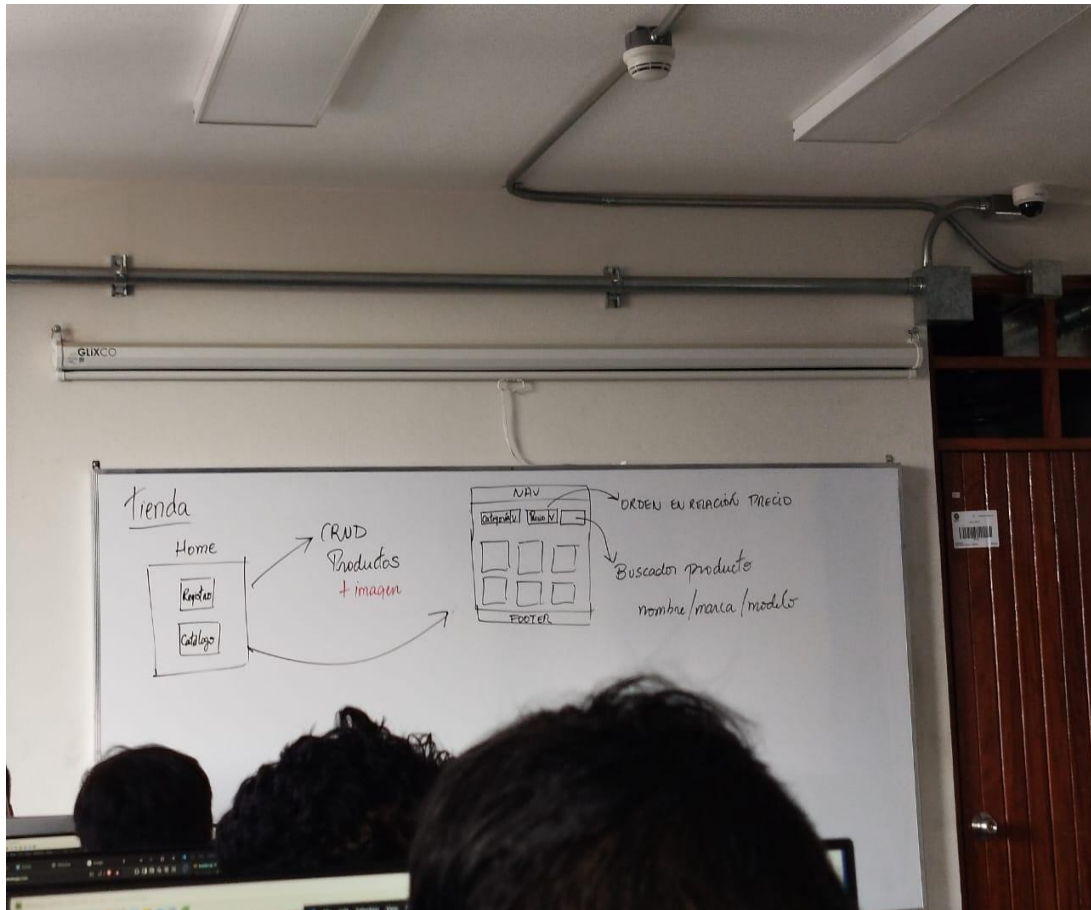 GLIXCO
Tienda
Home
Registro
Catálogo
CRUD
Productos
+ imagen
NAV
Categoría V
Precio V
FOOTER
ORDEN EN RELACIÓN PRECIO
Buscador producto
nombre/marca/modelo